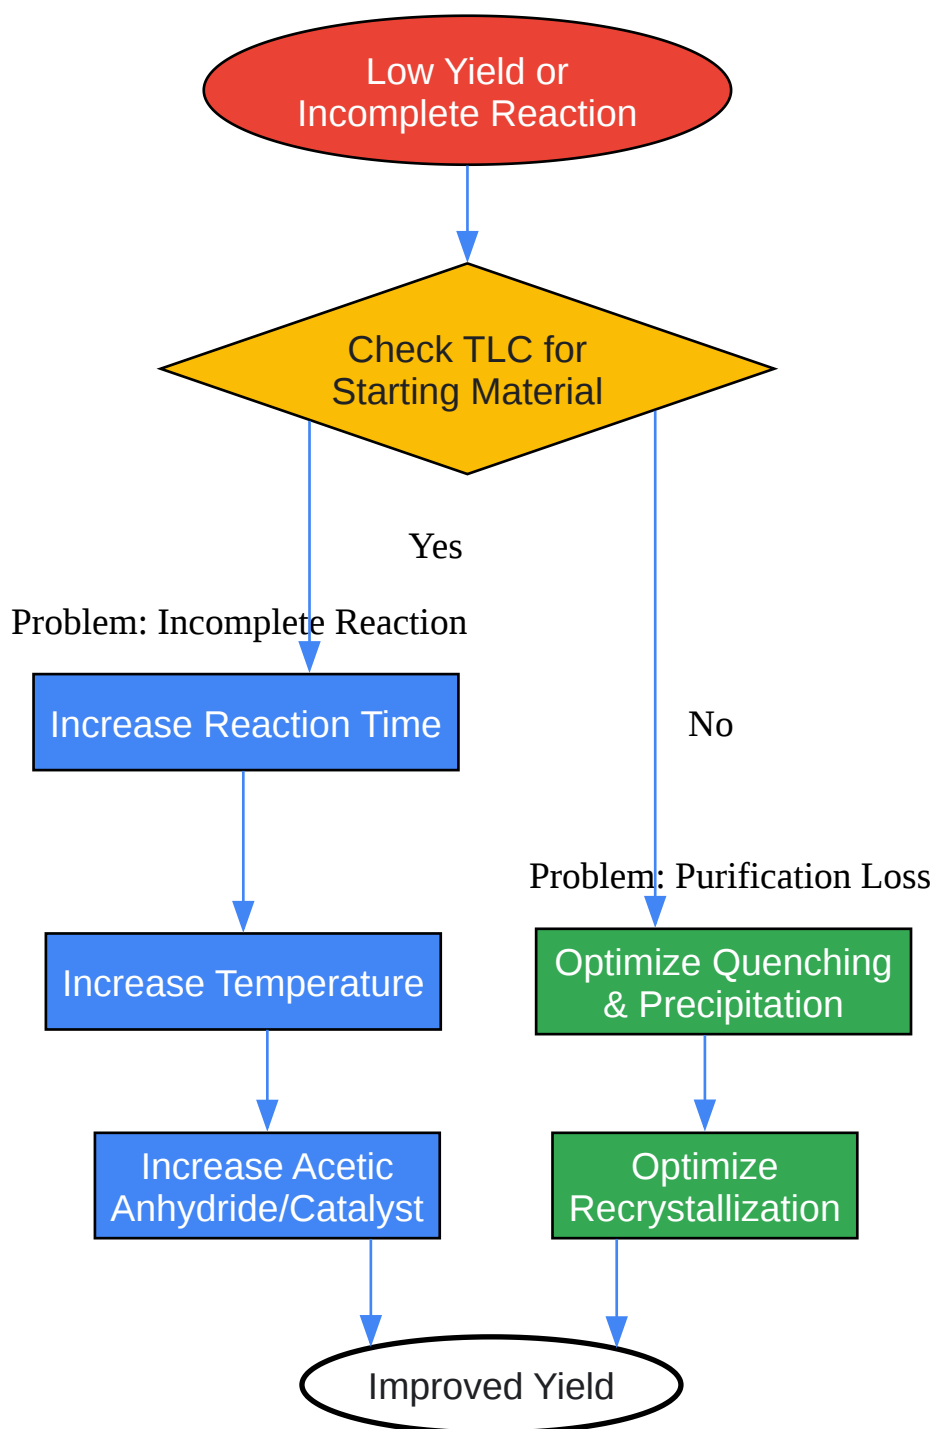 Low Yield or
Incomplete Reaction
Check TLC for
Starting Material
Yes
Problem: Incomplete Reaction
Increase Reaction Time
No
Problem: Purification Loss
Increase Temperature
Optimize Quenching
& Precipitation
Increase Acetic
Anhydride/Catalyst
Optimize
Recrystallization
Improved Yield